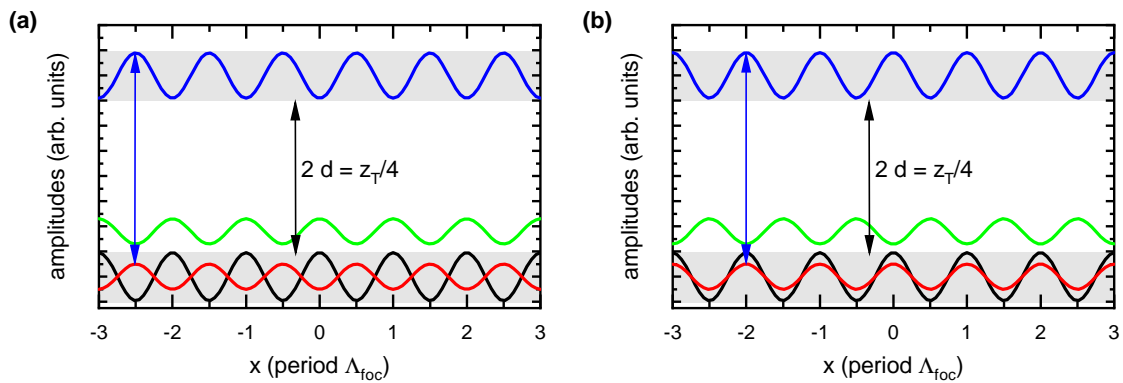 (a)
amplitudes (arb. units)
2 d = z_T/4
-3 -2 -1 0 1 2 3
x (period Λ_foc)
(b)
amplitudes (arb. units)
2 d = z_T/4
-3 -2 -1 0 1 2 3
x (period Λ_foc)